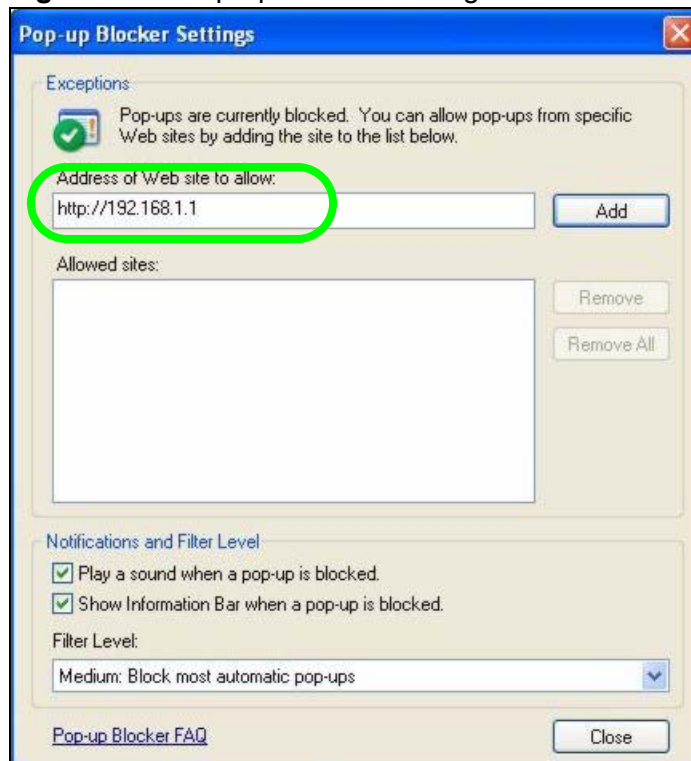 Pop-up Blocker Settings
Exceptions
Pop-ups are currently blocked. You can allow pop-ups from specific
Web sites by adding the site to the list below.
Address of Web site to allow:
http://192.168.1.1
Add
Allowed sites:
Remove
Remove All
Notifications and Filter Level
Play a sound when a pop-up is blocked.
Show Information Bar when a pop-up is blocked.
Filter Level:
Medium: Block most automatic pop-ups
Pop-up Blocker FAQ
Close